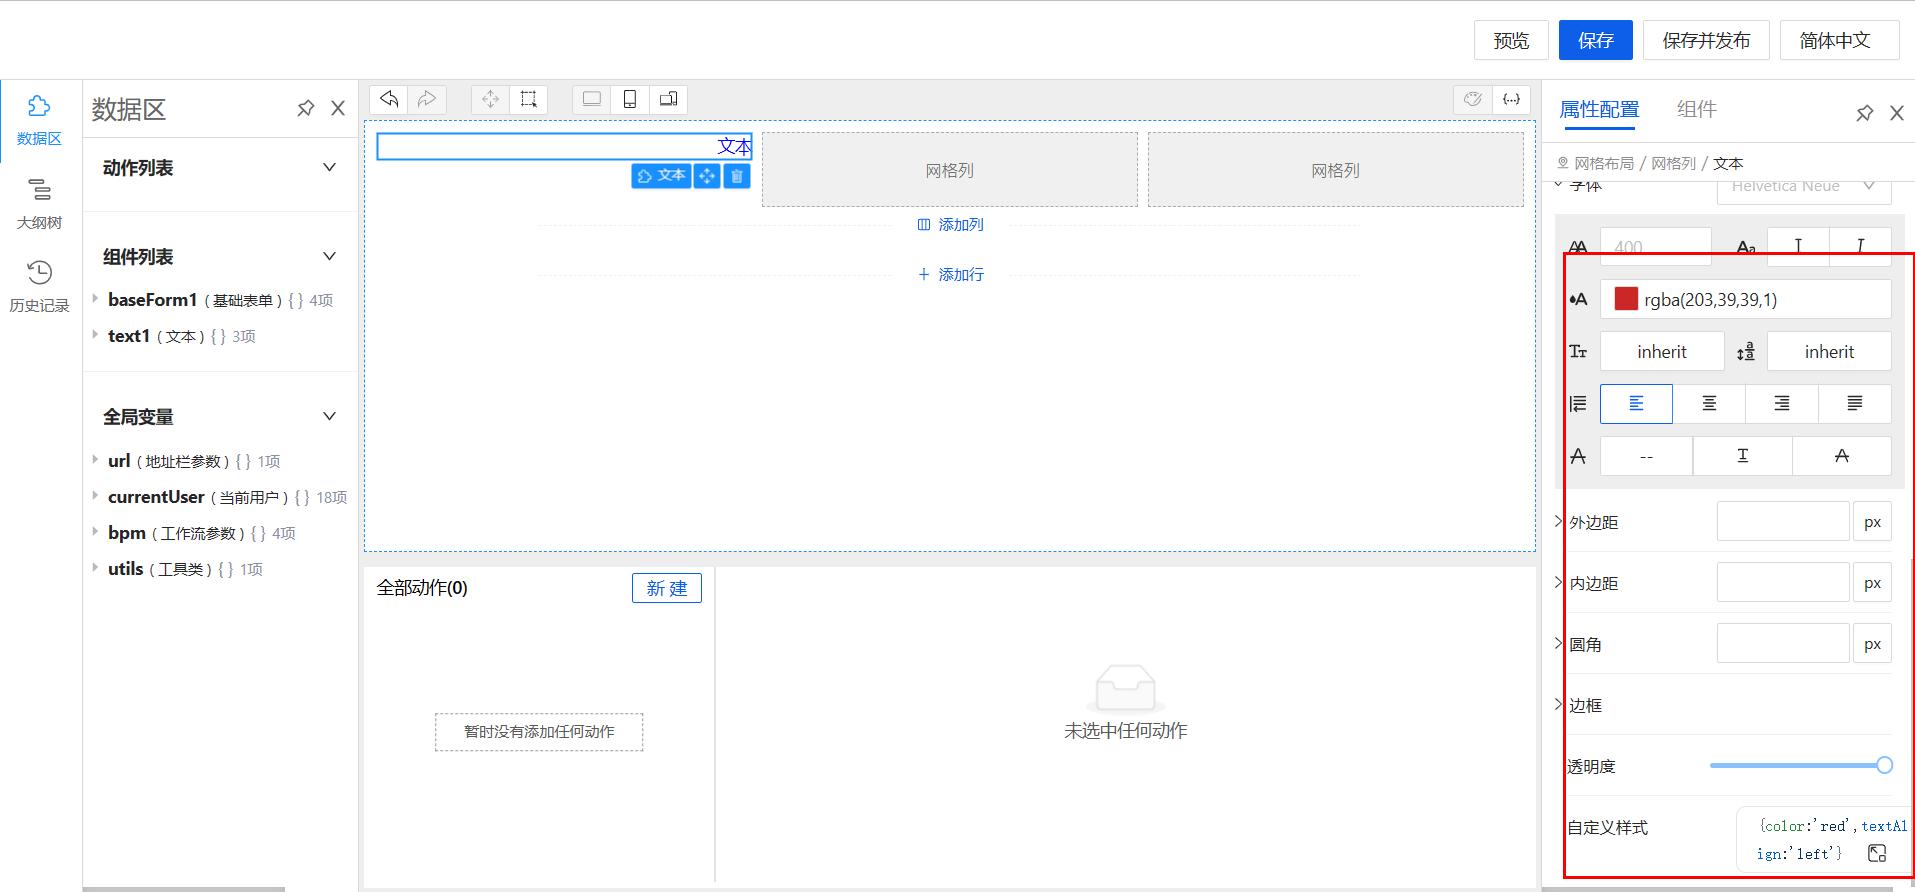 预览
保存
保存并发布
简体中文
数据区
大纲树
历史记录
数据区
动作列表
组件列表
baseForm1（基础表单）{ } 4项
text1（文本）{ } 3项
全局变量
url（地址栏参数）{ } 1项
currentUser（当前用户）{ } 18项
bpm（工作流参数）{ } 4项
utils（工具类）{ } 1项
文本
文本
网格列
网格列
添加列
添加行
全部动作(0)
新 建
暂时没有添加任何动作
未选中任何动作
属性配置
组件
网格布局 / 网格列 / 文本
字体
Helvetica Neue
400
rgba(203,39,39,1)
inherit
inherit
--
外边距
px
内边距
px
圆角
px
边框
透明度
自定义样式
{color:'red',textAl
ign:'left'}